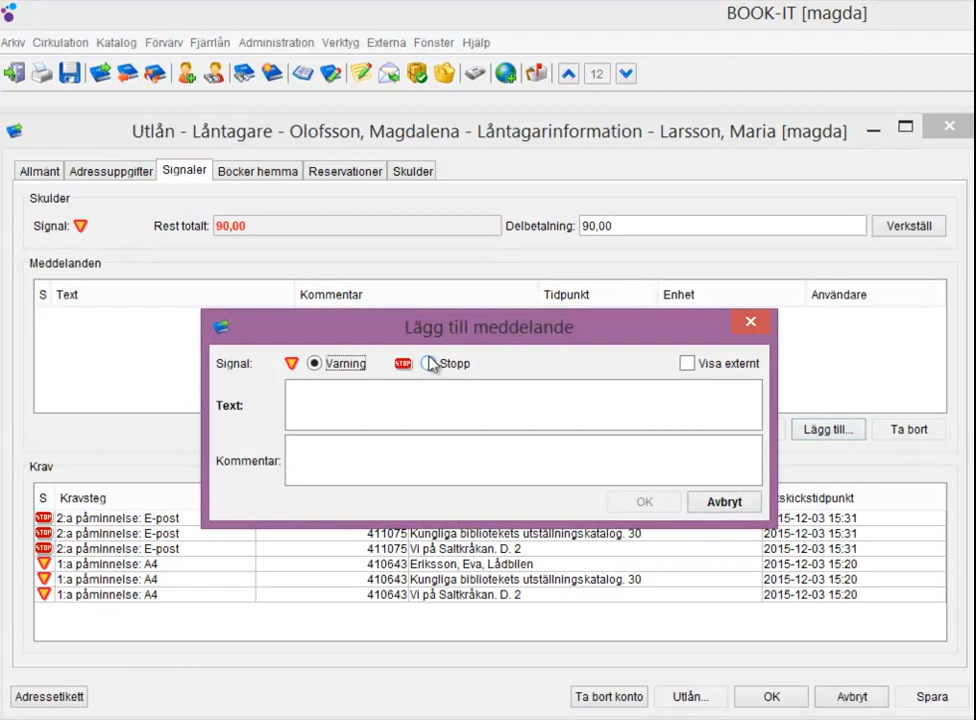 BOOK-IT [magda]
Arkiv Cirkulation Katalog Förvärv Fjärrlån Administration Verktyg Externa Fönster Hjälp
12
Utlån - Låntagare - Olofsson, Magdalena - Låntagarinformation - Larsson, Maria [magda]
Allmänt Adressuppgifter Signaler Böcker hemma Reservationer Skulder
Skulder
Signal: Rest totalt: 90,00 Delbetalning: 90,00 Verkställ
Meddelanden
S Text Kommentar Tidpunkt Enhet Användare
Lägg till meddelande
Signal: Varning STOP Stopp Visa externt
Text:
Lägg till... Ta bort
Kommentar:
Krav
OK Avbryt
S Kravsteg skickstidpunkt
STOP 2:a påminnelse: E-post 2015-12-03 15:31
STOP 2:a påminnelse: E-post 411075 Kungliga bibliotekets utställningskatalog. 30 2015-12-03 15:31
STOP 2:a påminnelse: E-post 411075 Vi på Saltkråkan. D. 2 2015-12-03 15:31
1:a påminnelse: A4 410643 Eriksson, Eva, Lådbilen 2015-12-03 15:20
1:a påminnelse: A4 410643 Kungliga bibliotekets utställningskatalog. 30 2015-12-03 15:20
1:a påminnelse: A4 410643 Vi på Saltkråkan. D. 2 2015-12-03 15:20
Adressetikett Ta bort konto Utlån... OK Avbryt Spara